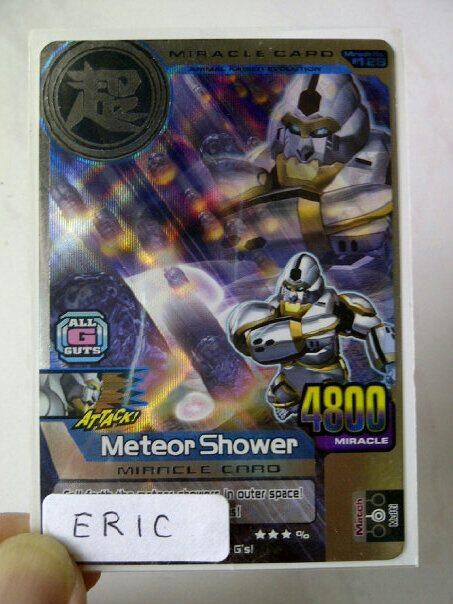 超
MIRACLE CARD
ANIMAL KAISER EVOLUTION
ALL
G
GUTS
ATTACK!
4800
MIRACLE
Meteor Shower
MIRACLE CARD
Call forth the meteor showers in outer space!
ERIC
★★★%
G's!
Match